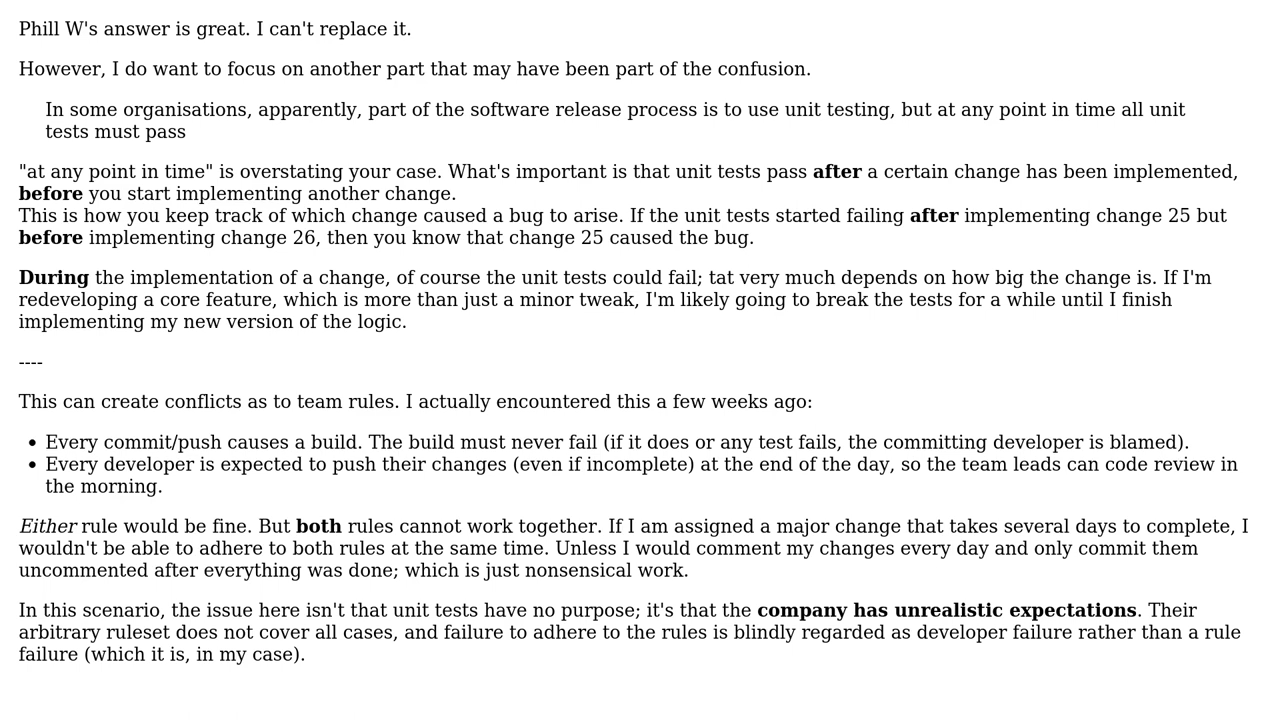 Phill W's answer is great. I can't replace it.
However, I do want to focus on another part that may have been part of the confusion.
In some organisations, apparently, part of the software release process is to use unit testing, but at any point in time all unit
tests must pass
"at any point in time" is overstating your case. What's important is that unit tests pass after a certain change has been implemented,
before you start implementing another change.
This is how you keep track of which change caused a bug to arise. If the unit tests started failing after implementing change 25 but
before implementing change 26, then you know that change 25 caused the bug.
During the implementation of a change, of course the unit tests could fail; tat very much depends on how big the change is. If I'm
redeveloping a core feature, which is more than just a minor tweak, I'm likely going to break the tests for a while until I finish
implementing my new version of the logic.
----
This can create conflicts as to team rules. I actually encountered this a few weeks ago:
• Every commit/push causes a build. The build must never fail (if it does or any test fails, the committing developer is blamed).
• Every developer is expected to push their changes (even if incomplete) at the end of the day, so the team leads can code review in
the morning.
Either rule would be fine. But both rules cannot work together. If I am assigned a major change that takes several days to complete, I
wouldn't be able to adhere to both rules at the same time. Unless I would comment my changes every day and only commit them
uncommented after everything was done; which is just nonsensical work.
In this scenario, the issue here isn't that unit tests have no purpose; it's that the company has unrealistic expectations. Their
arbitrary ruleset does not cover all cases, and failure to adhere to the rules is blindly regarded as developer failure rather than a rule
failure (which it is, in my case).